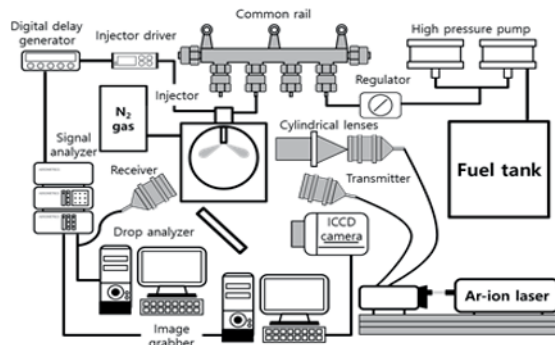 Common rail
Digital delay
generator
Injector driver
High pressure pump
Injector
Regulator
N2
gas
Signal
analyzer
Cylindrical lenses
Fuel tank
Receiver
Transmitter
ICCD
camera
Drop analyzer
Ar-ion laser
Image
grabber